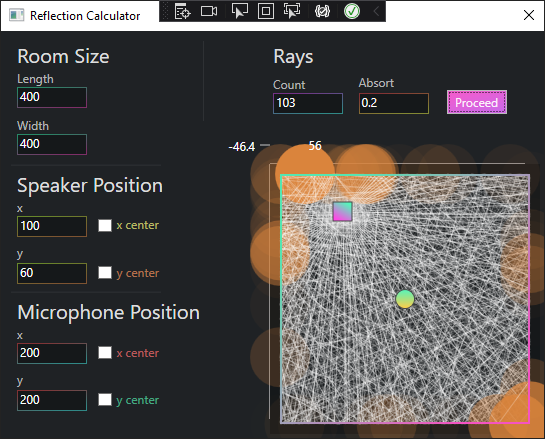 Reflection Calculator
Room Size
Length
400
Width
400
Speaker Position
x
100
x center
y
60
y center
Microphone Position
x
200
x center
y
200
y center
Rays
Count
103
Absort
0.2
Proceed
-46.4
56